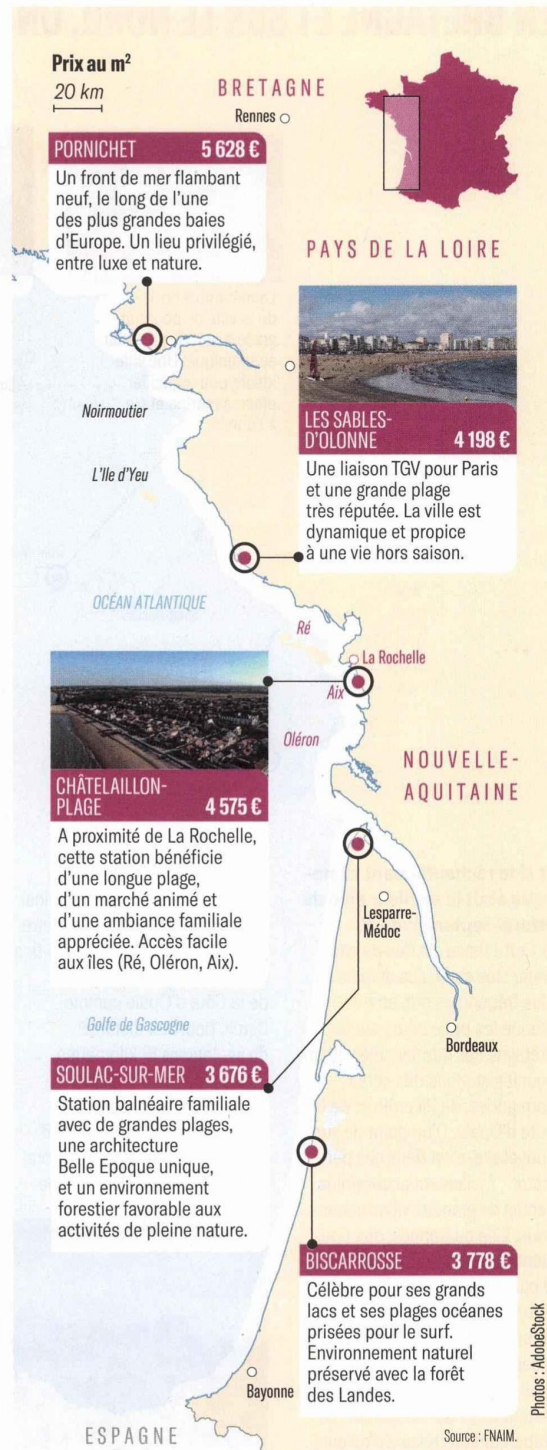 Prix au m²
20 km
BRETAGNE
Rennes
PORNICHET 5 628 €
Un front de mer flambant
neuf, le long de l'une
des plus grandes baies
d'Europe. Un lieu privilégié,
entre luxe et nature.
PAYS DE LA LOIRE
Noirmoutier
L'Ile d'Yeu
LES SABLES-
D'OLONNE 4 198 €
Une liaison TGV pour Paris
et une grande plage
très réputée. La ville est
dynamique et propice
à une vie hors saison.
OCÉAN ATLANTIQUE
Ré
La Rochelle
Aix
Oléron
CHÂTELAILLON-
PLAGE 4 575 €
A proximité de La Rochelle,
cette station bénéficie
d'une longue plage,
d'un marché animé et
d'une ambiance familiale
appréciée. Accès facile
aux îles (Ré, Oléron, Aix).
NOUVELLE-
AQUITAINE
Lesparre-
Médoc
Golfe de Gascogne
Bordeaux
SOULAC-SUR-MER 3 676 €
Station balnéaire familiale
avec de grandes plages,
une architecture
Belle Epoque unique,
et un environnement
forestier favorable aux
activités de pleine nature.
BISCARROSSE 3 778 €
Célèbre pour ses grands
lacs et ses plages océanes
prisées pour le surf.
Environnement naturel
préservé avec la forêt
des Landes.
Bayonne
ESPAGNE
Source : FNAIM.
Photos : AdobeStock